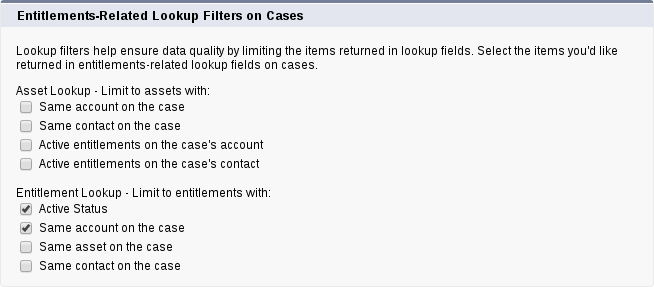 Entitlements-Related Lookup Filters on Cases
Lookup filters help ensure data quality by limiting the items returned in lookup fields. Select the items you'd like
returned in entitlements-related lookup fields on cases.
Asset Lookup - Limit to assets with:
Same account on the case
Same contact on the case
Active entitlements on the case's account
Active entitlements on the case's contact
Entitlement Lookup - Limit to entitlements with:
Active Status
Same account on the case
Same asset on the case
Same contact on the case